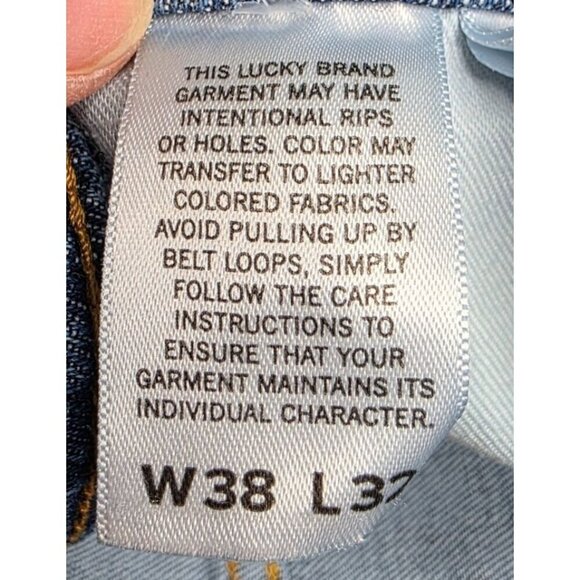 THIS LUCKY BRAND
GARMENT MAY HAVE
INTENTIONAL RIPS
OR HOLES. COLOR MAY
TRANSFER TO LIGHTER
COLORED FABRICS.
AVOID PULLING UP BY
BELT LOOPS, SIMPLY
FOLLOW THE CARE
INSTRUCTIONS TO
ENSURE THAT YOUR
GARMENT MAINTAINS ITS
INDIVIDUAL CHARACTER.
W38